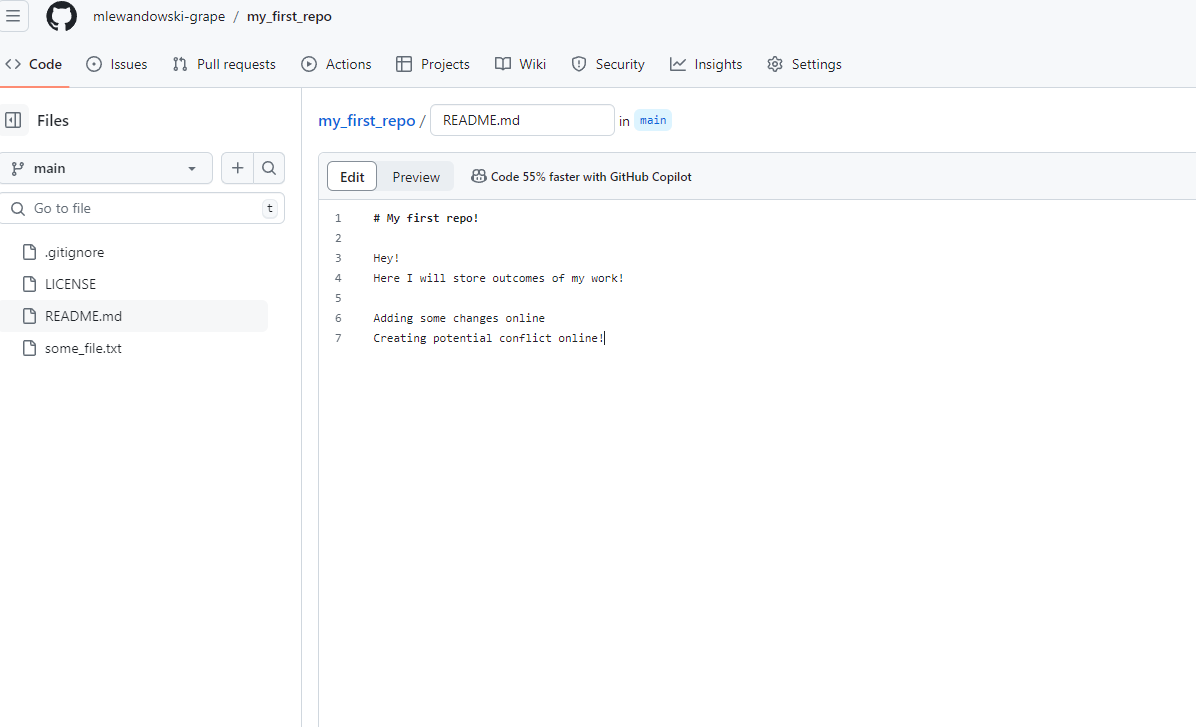 mlewandowski-grape / my_first_repo
Code Issues Pull requests Actions Projects Wiki Security Insights Settings
Files
main
Go to file t
.gitignore
LICENSE
README.md
some_file.txt
my_first_repo / README.md in main
Edit Preview Code 55% faster with GitHub Copilot
1 # My first repo!
2
3 Hey!
4 Here I will store outcomes of my work!
5
6 Adding some changes online
7 Creating potential conflict online!